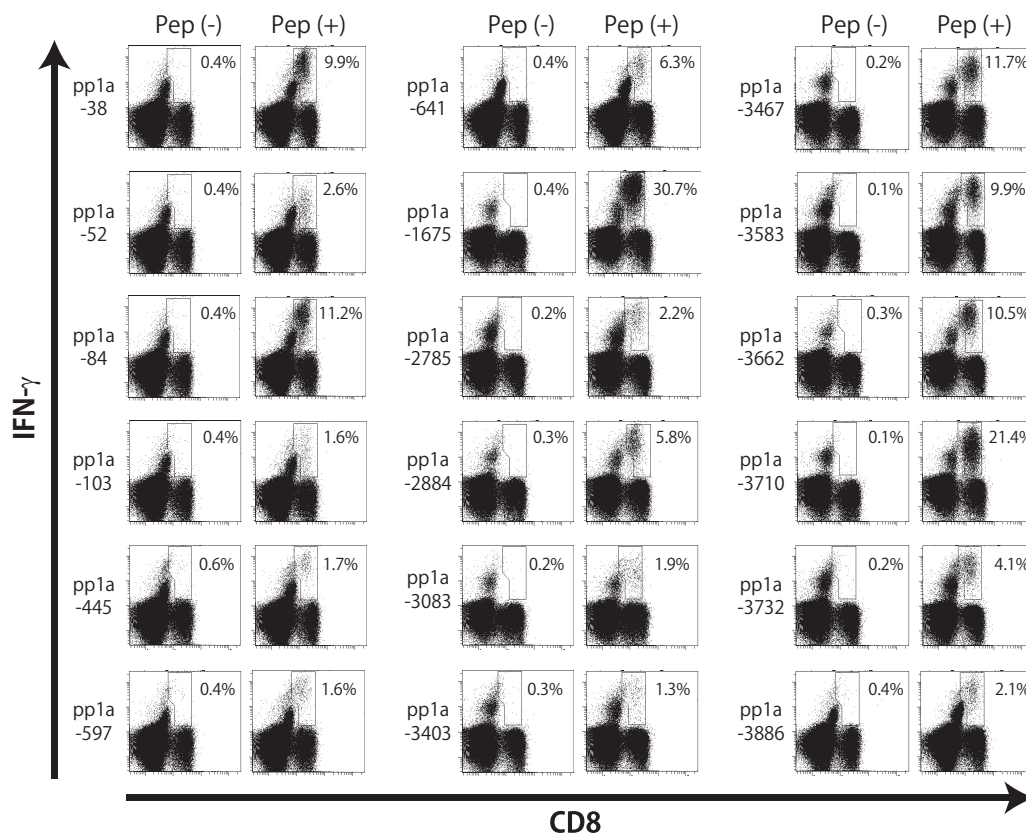 Pep (-) Pep (+) Pep (-) Pep (+) Pep (-) Pep (+)
pp1a -38 0.4% 9.9% pp1a -641 0.4% 6.3% pp1a -3467 0.2% 11.7%
pp1a -52 0.4% 2.6% pp1a -1675 0.4% 30.7% pp1a -3583 0.1% 9.9%
pp1a -84 0.4% 11.2% pp1a -2785 0.2% 2.2% pp1a -3662 0.3% 10.5%
pp1a -103 0.4% 1.6% pp1a -2884 0.3% 5.8% pp1a -3710 0.1% 21.4%
pp1a -445 0.6% 1.7% pp1a -3083 0.2% 1.9% pp1a -3732 0.2% 4.1%
pp1a -597 0.4% 1.6% pp1a -3403 0.3% 1.3% pp1a -3886 0.4% 2.1%
IFN-γ
CD8